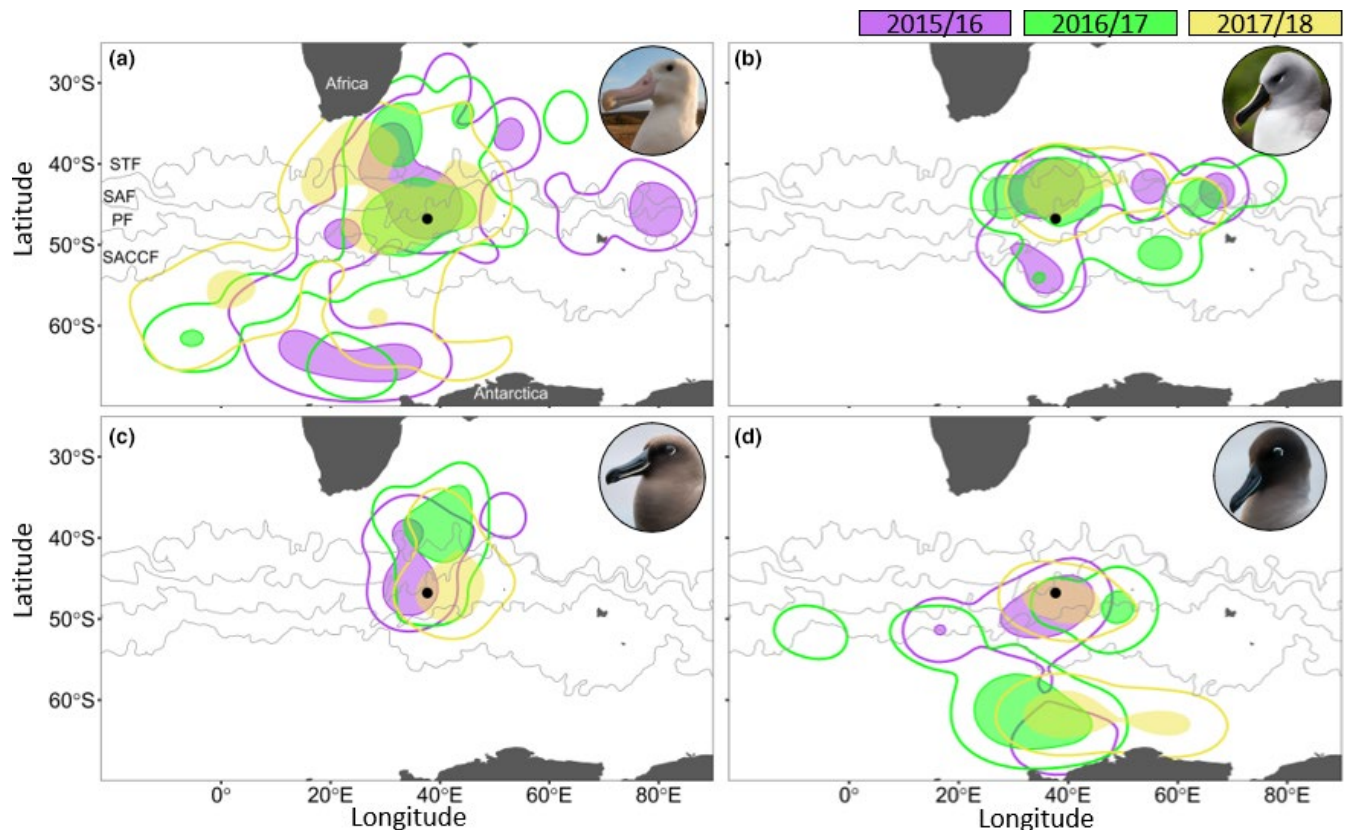 2015/16 2016/17 2017/18
(a) (b)
30°S
Africa
40°S
STF
SAF
PF
50°S
SACCF
60°S
Antarctica
Latitude
(c) (d)
30°S
40°S
50°S
60°S
Latitude
0° 20°E 40°E 60°E 80°E 0° 20°E 40°E 60°E 80°E
Longitude Longitude